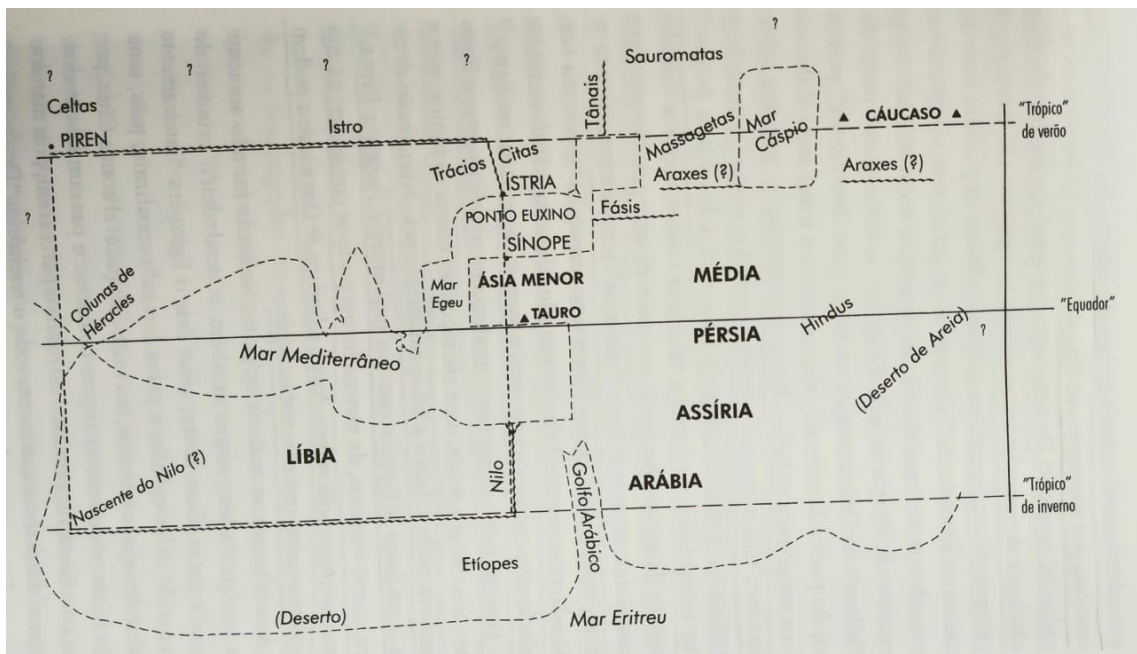 ?
Sauromatas
?
?
?
?
Celtas
Tânais
Massagetas
Mar
Cáspio
CÁUCASO
"Trópico"
de verão
PIREN
Istro
Trácios
Citas
ÍSTRIA
Araxes (?)
Araxes (?)
?
PONTO EUXINO
Fásis
SÍNOPE
Colunas de
Héracles
Mar
Egeu
ÁSIA MENOR
MÉDIA
TAURO
"Equador"
Mar Mediterrâneo
PÉRSIA
Hindus
(Deserto de Areia)
?
ASSÍRIA
LÍBIA
Nascente do Nilo (?)
Nilo
Golfo Arábico
ARÁBIA
"Trópico"
de inverno
Etíopes
(Deserto)
Mar Eritreu